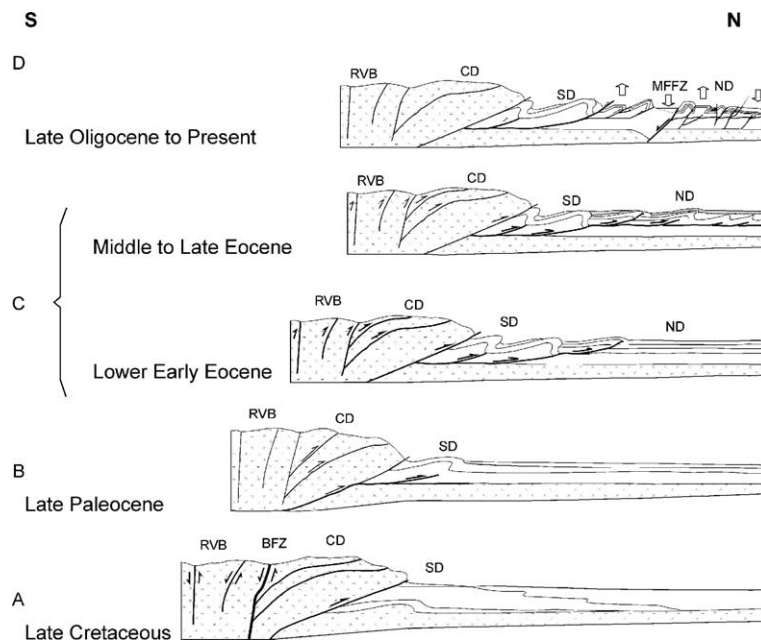 S N
D
RVB CD SD MFFZ ND
Late Oligocene to Present
RVB CD SD ND
Middle to Late Eocene
C
RVB CD SD ND
Lower Early Eocene
RVB CD SD
B
Late Paleocene
RVB BFZ CD SD
A
Late Cretaceous